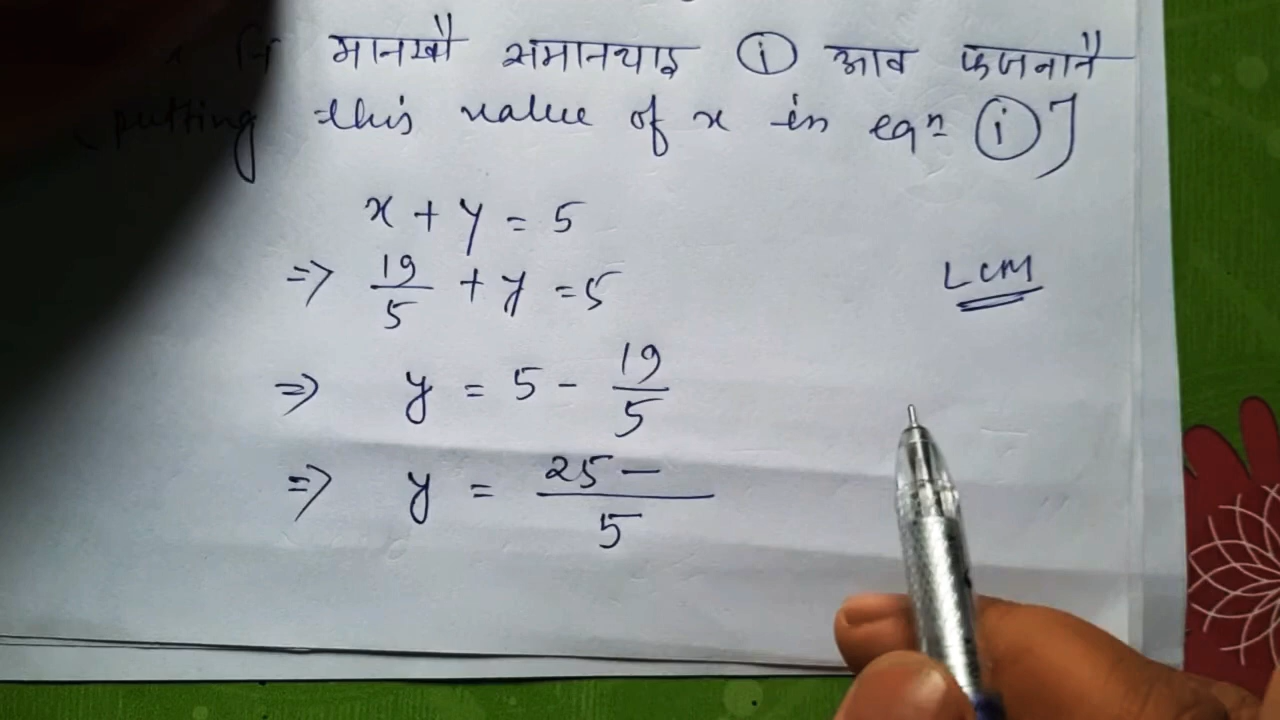 मानखौ समानथाइ (i) आव फजनानै
putting this value of x in eqn (i)]
x + y = 5
=> 19/5 + y = 5
LCM
=> y = 5 - 19/5
=> y = 25 - / 5